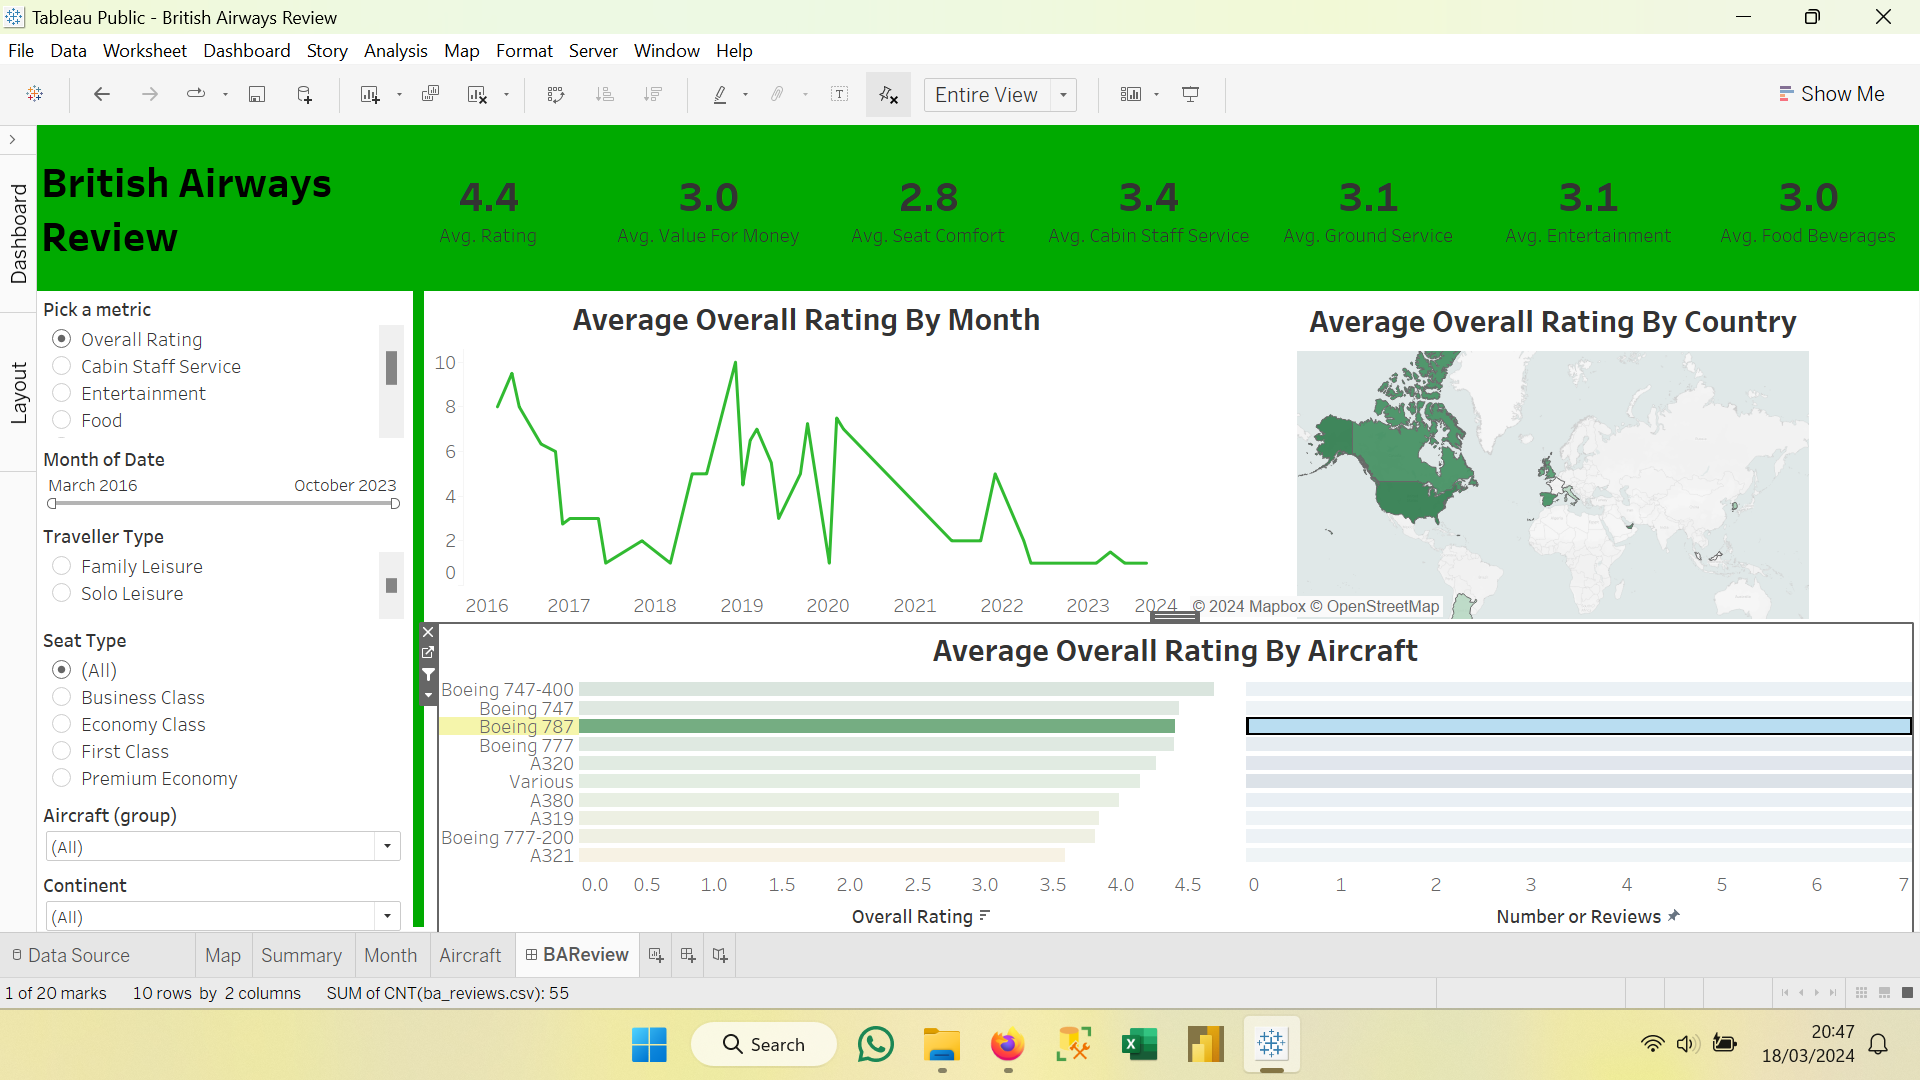 Tableau Public - British Airways Review
File Data Worksheet Dashboard Story Analysis Map Format Server Window Help
Entire View
Show Me
Dashboard
Layout
British Airways
Review
4.4
Avg. Rating
3.0
Avg. Value For Money
2.8
Avg. Seat Comfort
3.4
Avg. Cabin Staff Service
3.1
Avg. Ground Service
3.1
Avg. Entertainment
3.0
Avg. Food Beverages
Pick a metric
Overall Rating
Cabin Staff Service
Entertainment
Food
Month of Date
March 2016 October 2023
Traveller Type
Family Leisure
Solo Leisure
Seat Type
(All)
Business Class
Economy Class
First Class
Premium Economy
Aircraft (group)
(All)
Continent
(All)
Average Overall Rating By Month
10
8
6
4
2
0
2016 2017 2018 2019 2020 2021 2022 2023 2024
Average Overall Rating By Country
© 2024 Mapbox © OpenStreetMap
Average Overall Rating By Aircraft
Boeing 747-400
Boeing 747
Boeing 787
Boeing 777
A320
Various
A380
A319
Boeing 777-200
A321
0.0 0.5 1.0 1.5 2.0 2.5 3.0 3.5 4.0 4.5
Overall Rating
0 1 2 3 4 5 6 7
Number or Reviews
Data Source Map Summary Month Aircraft BAReview
1 of 20 marks 10 rows by 2 columns SUM of CNT(ba_reviews.csv): 55
Search
20:47
18/03/2024